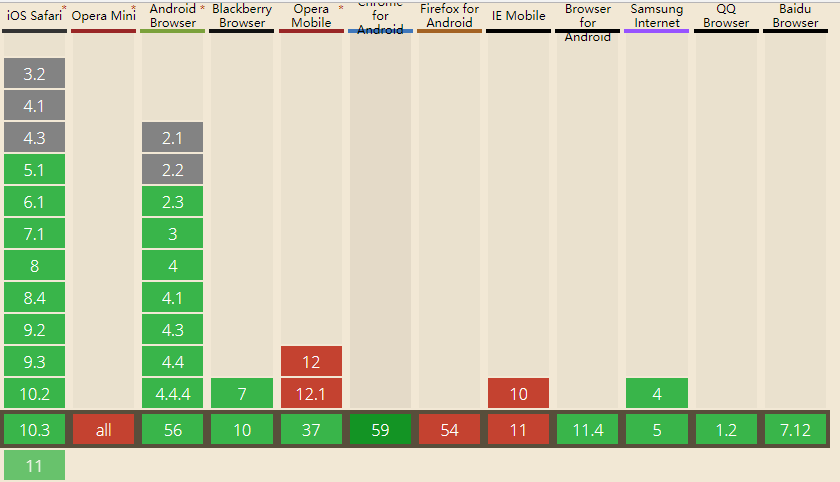 iOS Safari* Opera Mini* Android Browser* Blackberry Browser Opera Mobile* Chrome for Android Firefox for Android IE Mobile Browser for Android Samsung Internet QQ Browser Baidu Browser
3.2
4.1
4.3 2.1
5.1 2.2
6.1 2.3
7.1 3
8 4
8.4 4.1
9.2 4.3
9.3 4.4 12
10.2 4.4.4 7 12.1 10 4
10.3 all 56 10 37 59 54 11 11.4 5 1.2 7.12
11